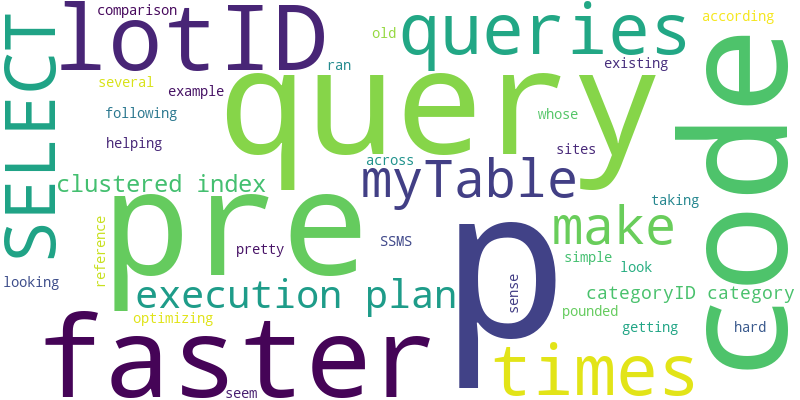 comparison
lotID
queries
according
SELECT
old
ran
existing
several
example
query
code
following
whose
helping
sites
across
clustered index
myTable
taking
pre
p
make
reference
pretty
SSMS
simple
looking
look
sense
execution plan
categoryID category
optimizing
pounded
getting
hard
faster
times
seem